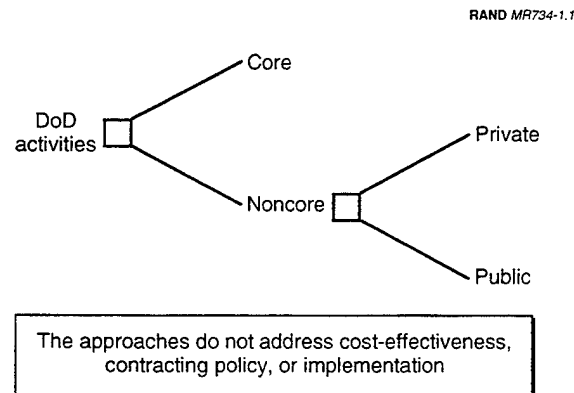 RAND MR734-1.1
Core
DoD
activities
Private
Noncore
Public
The approaches do not address cost-effectiveness,
contracting policy, or implementation